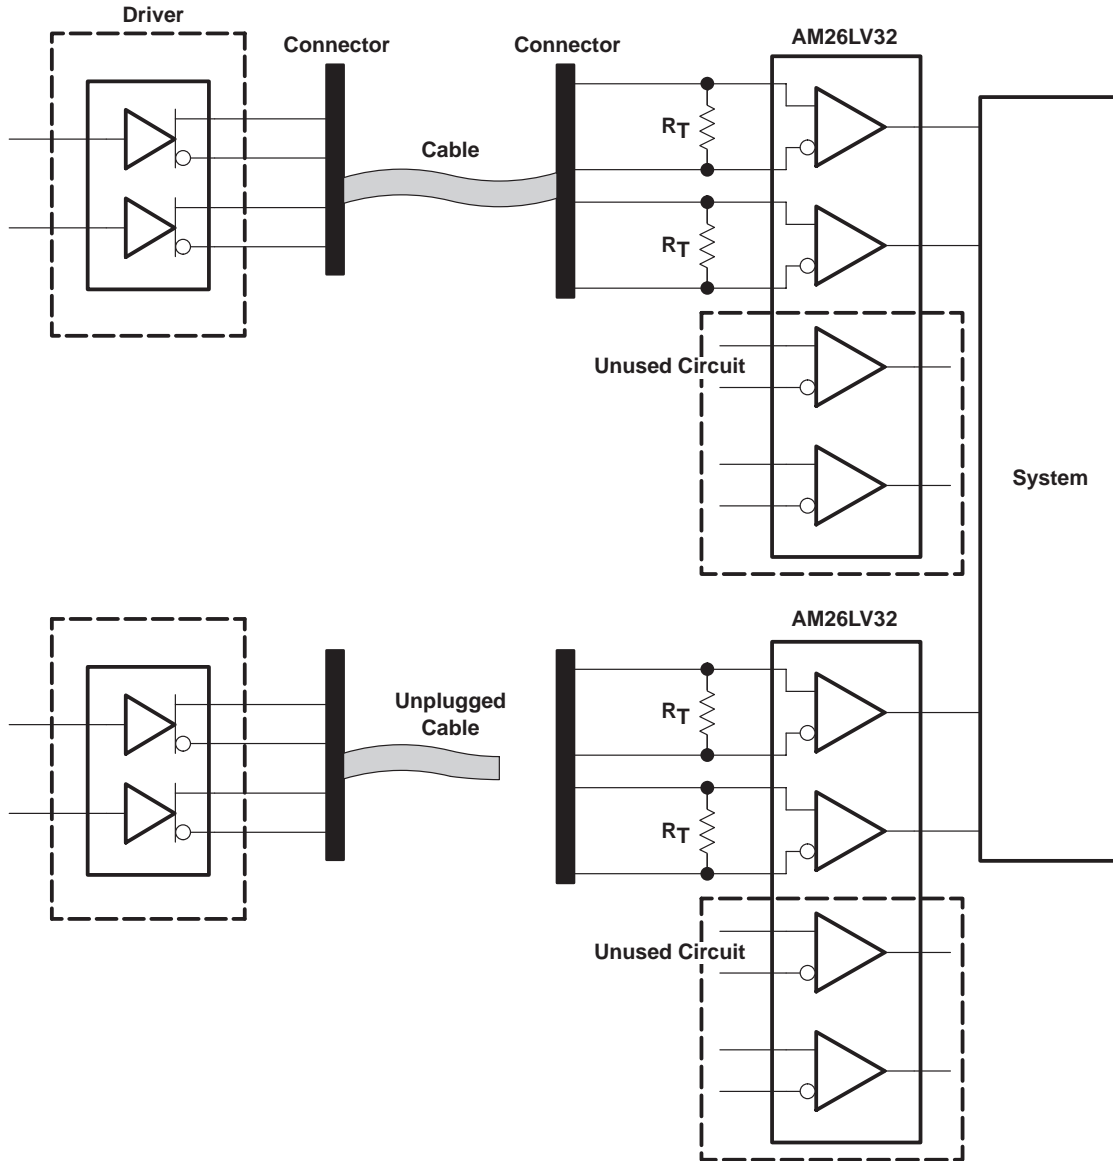 Driver
Connector
Connector
AM26LV32
Cable
RT
RT
Unused Circuit
System
AM26LV32
Unplugged
Cable
RT
RT
Unused Circuit